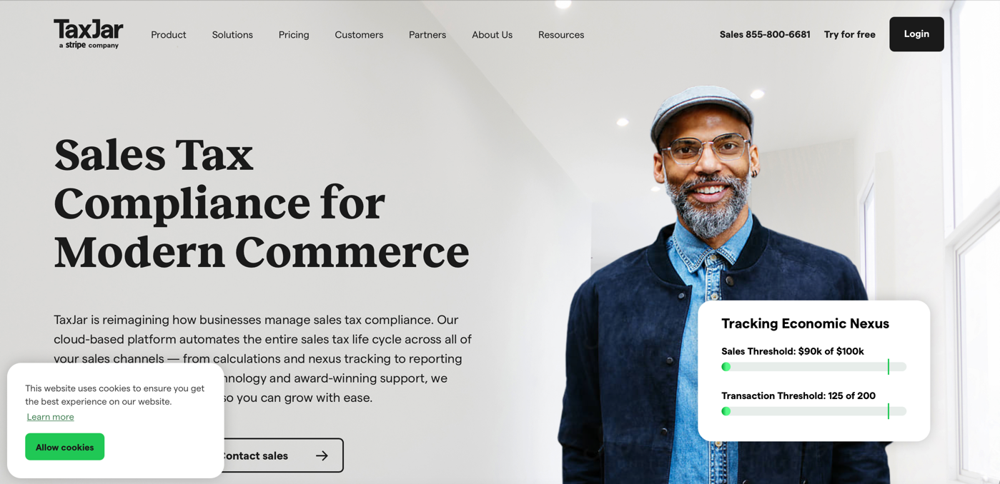 TaxJar
a stripe company
Product
Solutions
Pricing
Customers
Partners
About Us
Resources
Sales 855-800-6681
Try for free
Login
Sales Tax
Compliance for
Modern Commerce
TaxJar is reimagining how businesses manage sales tax compliance. Our
cloud-based platform automates the entire sales tax life cycle across all of
your sales channels — from calculations and nexus tracking to reporting
and award-winning support, we
so you can grow with ease.
sales
Tracking Economic Nexus
Sales Threshold: $90k of $100k
Transaction Threshold: 125 of 200
This website uses cookies to ensure you get
the best experience on our website.
Learn more
Allow cookies